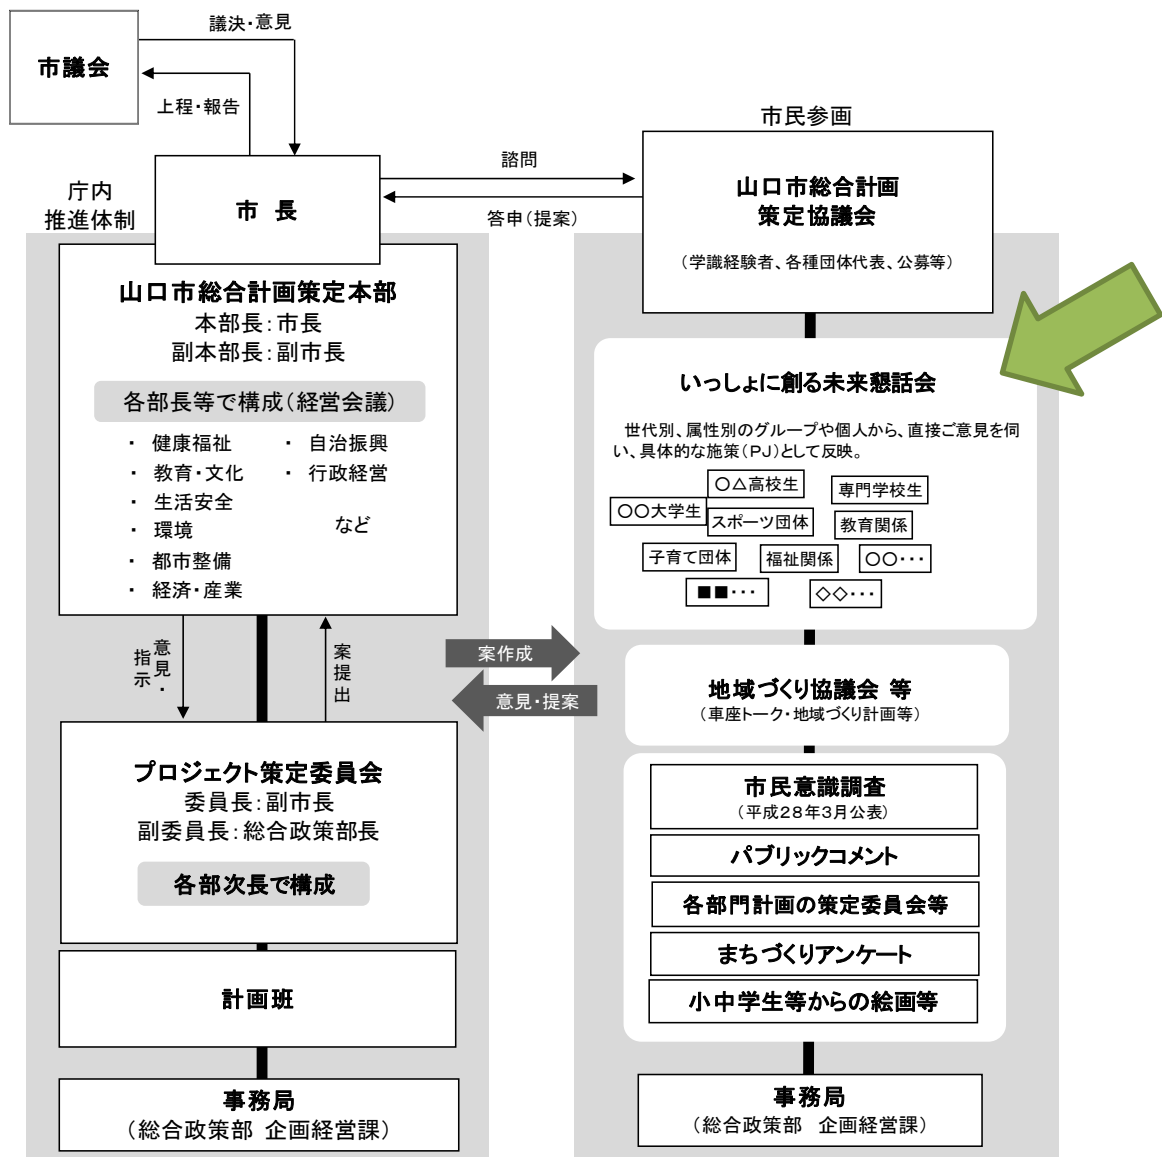 市議会
議決・意見
上程・報告
市 長
諮問
答申(提案)
市民参画
山口市総合計画
策定協議会
(学識経験者、各種団体代表、公募等)
庁内
推進体制
山口市総合計画策定本部
本部長:市長
副本部長:副市長
各部長等で構成(経営会議)
・ 健康福祉
・ 教育・文化
・ 生活安全
・ 環境
・ 都市整備
・ 経済・産業
・ 自治振興
・ 行政経営
など
意見・
指示
案提出
案作成
意見・提案
プロジェクト策定委員会
委員長:副市長
副委員長:総合政策部長
各部次長で構成
計画班
事務局
(総合政策部 企画経営課)
いっしょに創る未来懇話会
世代別、属性別のグループや個人から、直接ご意見を伺
い、具体的な施策(PJ)として反映。
○△高校生
専門学校生
○○大学生
スポーツ団体
教育関係
子育て団体
福祉関係
○○・・・
■■・・・
◇◇・・・
地域づくり協議会 等
(車座トーク・地域づくり計画等)
市民意識調査
(平成28年3月公表)
パブリックコメント
各部門計画の策定委員会等
まちづくりアンケート
小中学生等からの絵画等
事務局
(総合政策部 企画経営課)